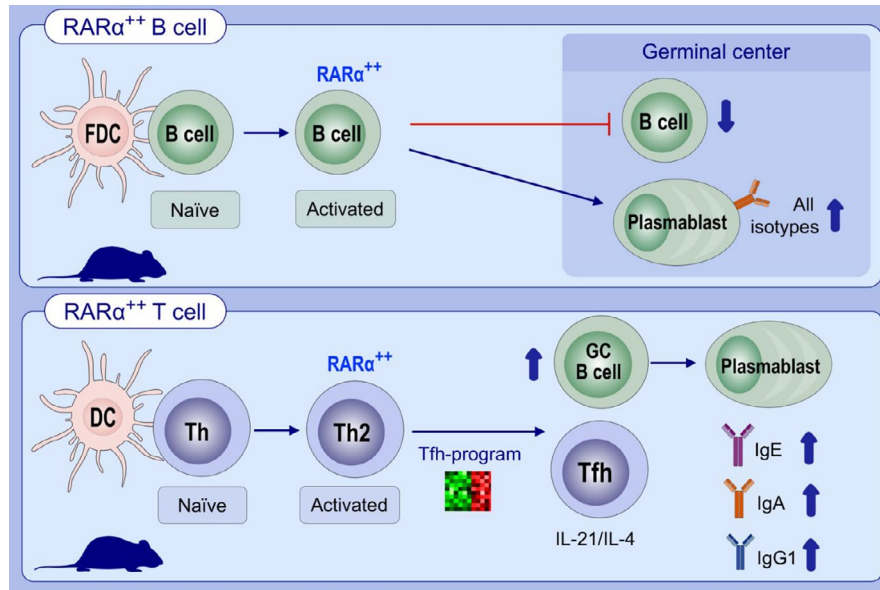 RARα++ B cell
Germinal center
RARα++
FDC
B cell
B cell
B cell
Naïve
Activated
Plasmablast
All
isotypes
RARα++ T cell
RARα++
GC
B cell
Plasmablast
DC
Th
Th2
Tfh-program
Tfh
IgE
Naïve
Activated
IgA
IL-21/IL-4
IgG1